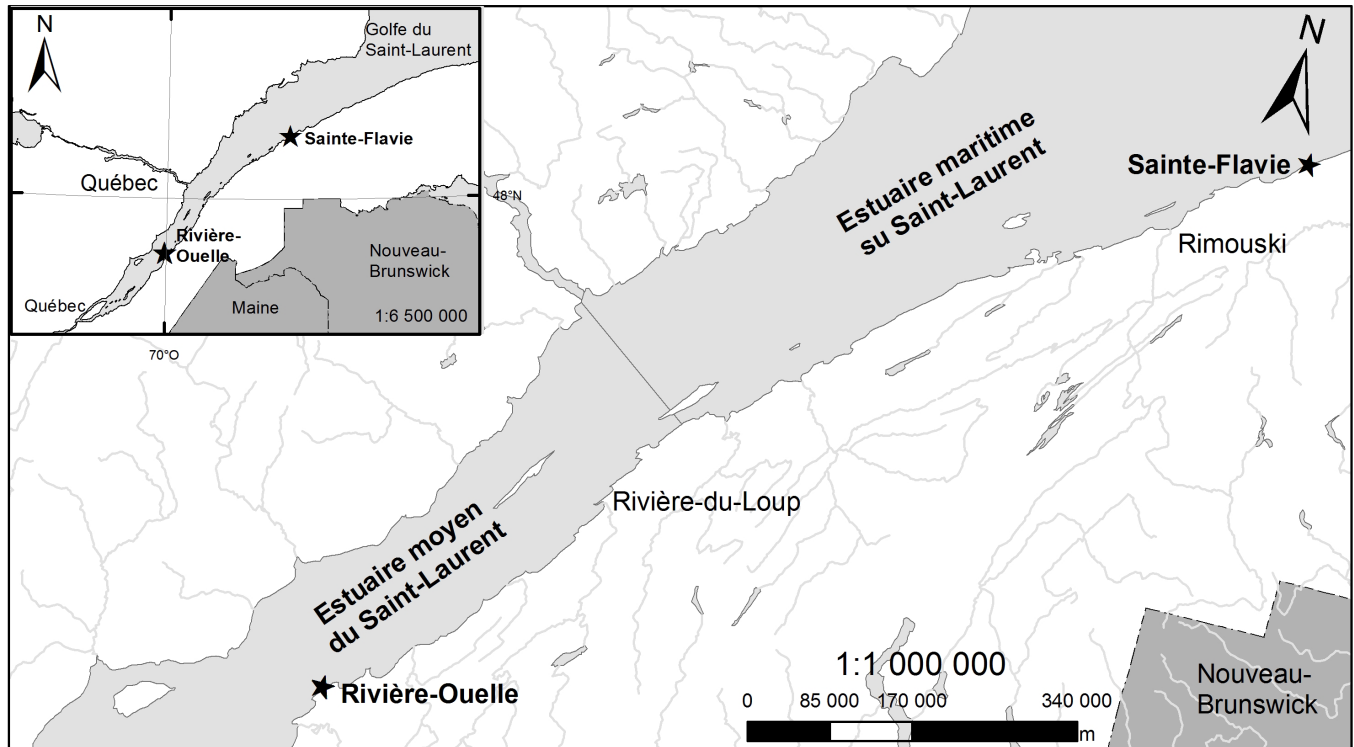 N
Golfe du
Saint-Laurent
Sainte-Flavie
Québec
48°N
Rivière-
Ouelle
Nouveau-
Brunswick
Québec
Maine
1:6 500 000
70°O
N
Estuaire maritime
su Saint-Laurent
Sainte-Flavie
Rimouski
Rivière-du-Loup
Estuaire moyen
du Saint-Laurent
Rivière-Ouelle
1:1 000 000
0 85 000 170 000 340 000
m
Nouveau-
Brunswick